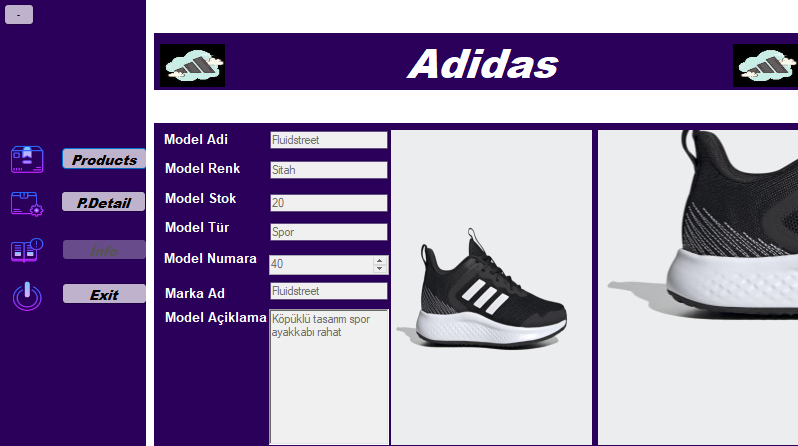 -
Adidas
Products
P.Detail
Info
Exit
Model Adi
Fluidstreet
Model Renk
Sitah
Model Stok
20
Model Tür
Spor
Model Numara
40
Marka Ad
Fluidstreet
Model Açiklama
Köpüklü tasarım spor
ayakkabı rahat